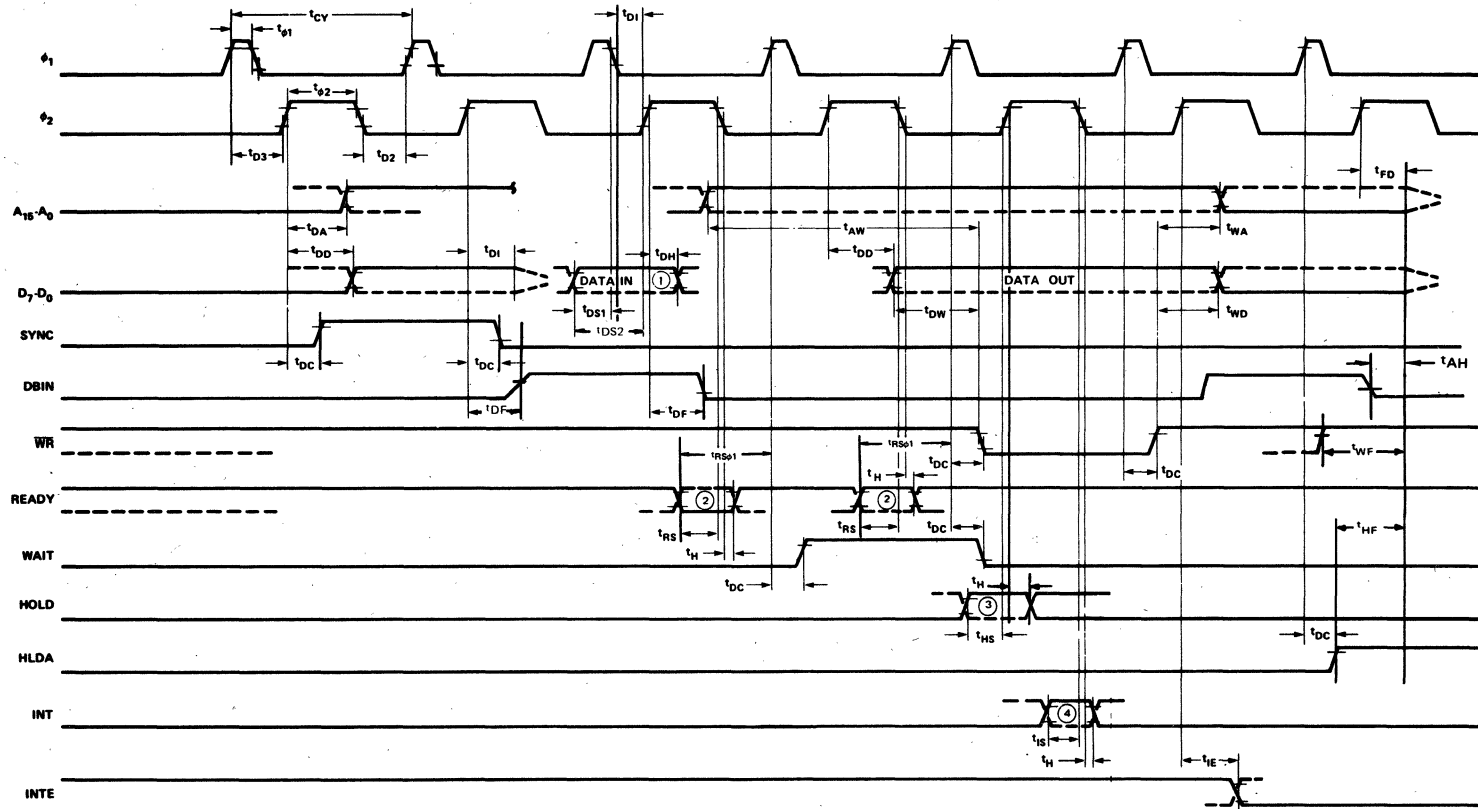 tCY
tDI
tφ1
φ1
tφ2
φ2
tD3
tD2
tFD
A15-A0
tDA
tAW
tWA
tDD
tDI
tDH
tDD
D7-D0
DATA IN
①
DATA OUT
tDS1
tDW
tWD
tDS2
SYNC
tDC
tDC
tAH
DBIN
tDF
tDF
WR
tRSφ1
tRSφ1
tWF
tH
tDC
tDC
READY
②
②
tRS
tRS
tDC
tHF
WAIT
tH
tDC
tH
HOLD
③
tHS
tDC
HLDA
INT
④
tIS
tH
tIE
INTE